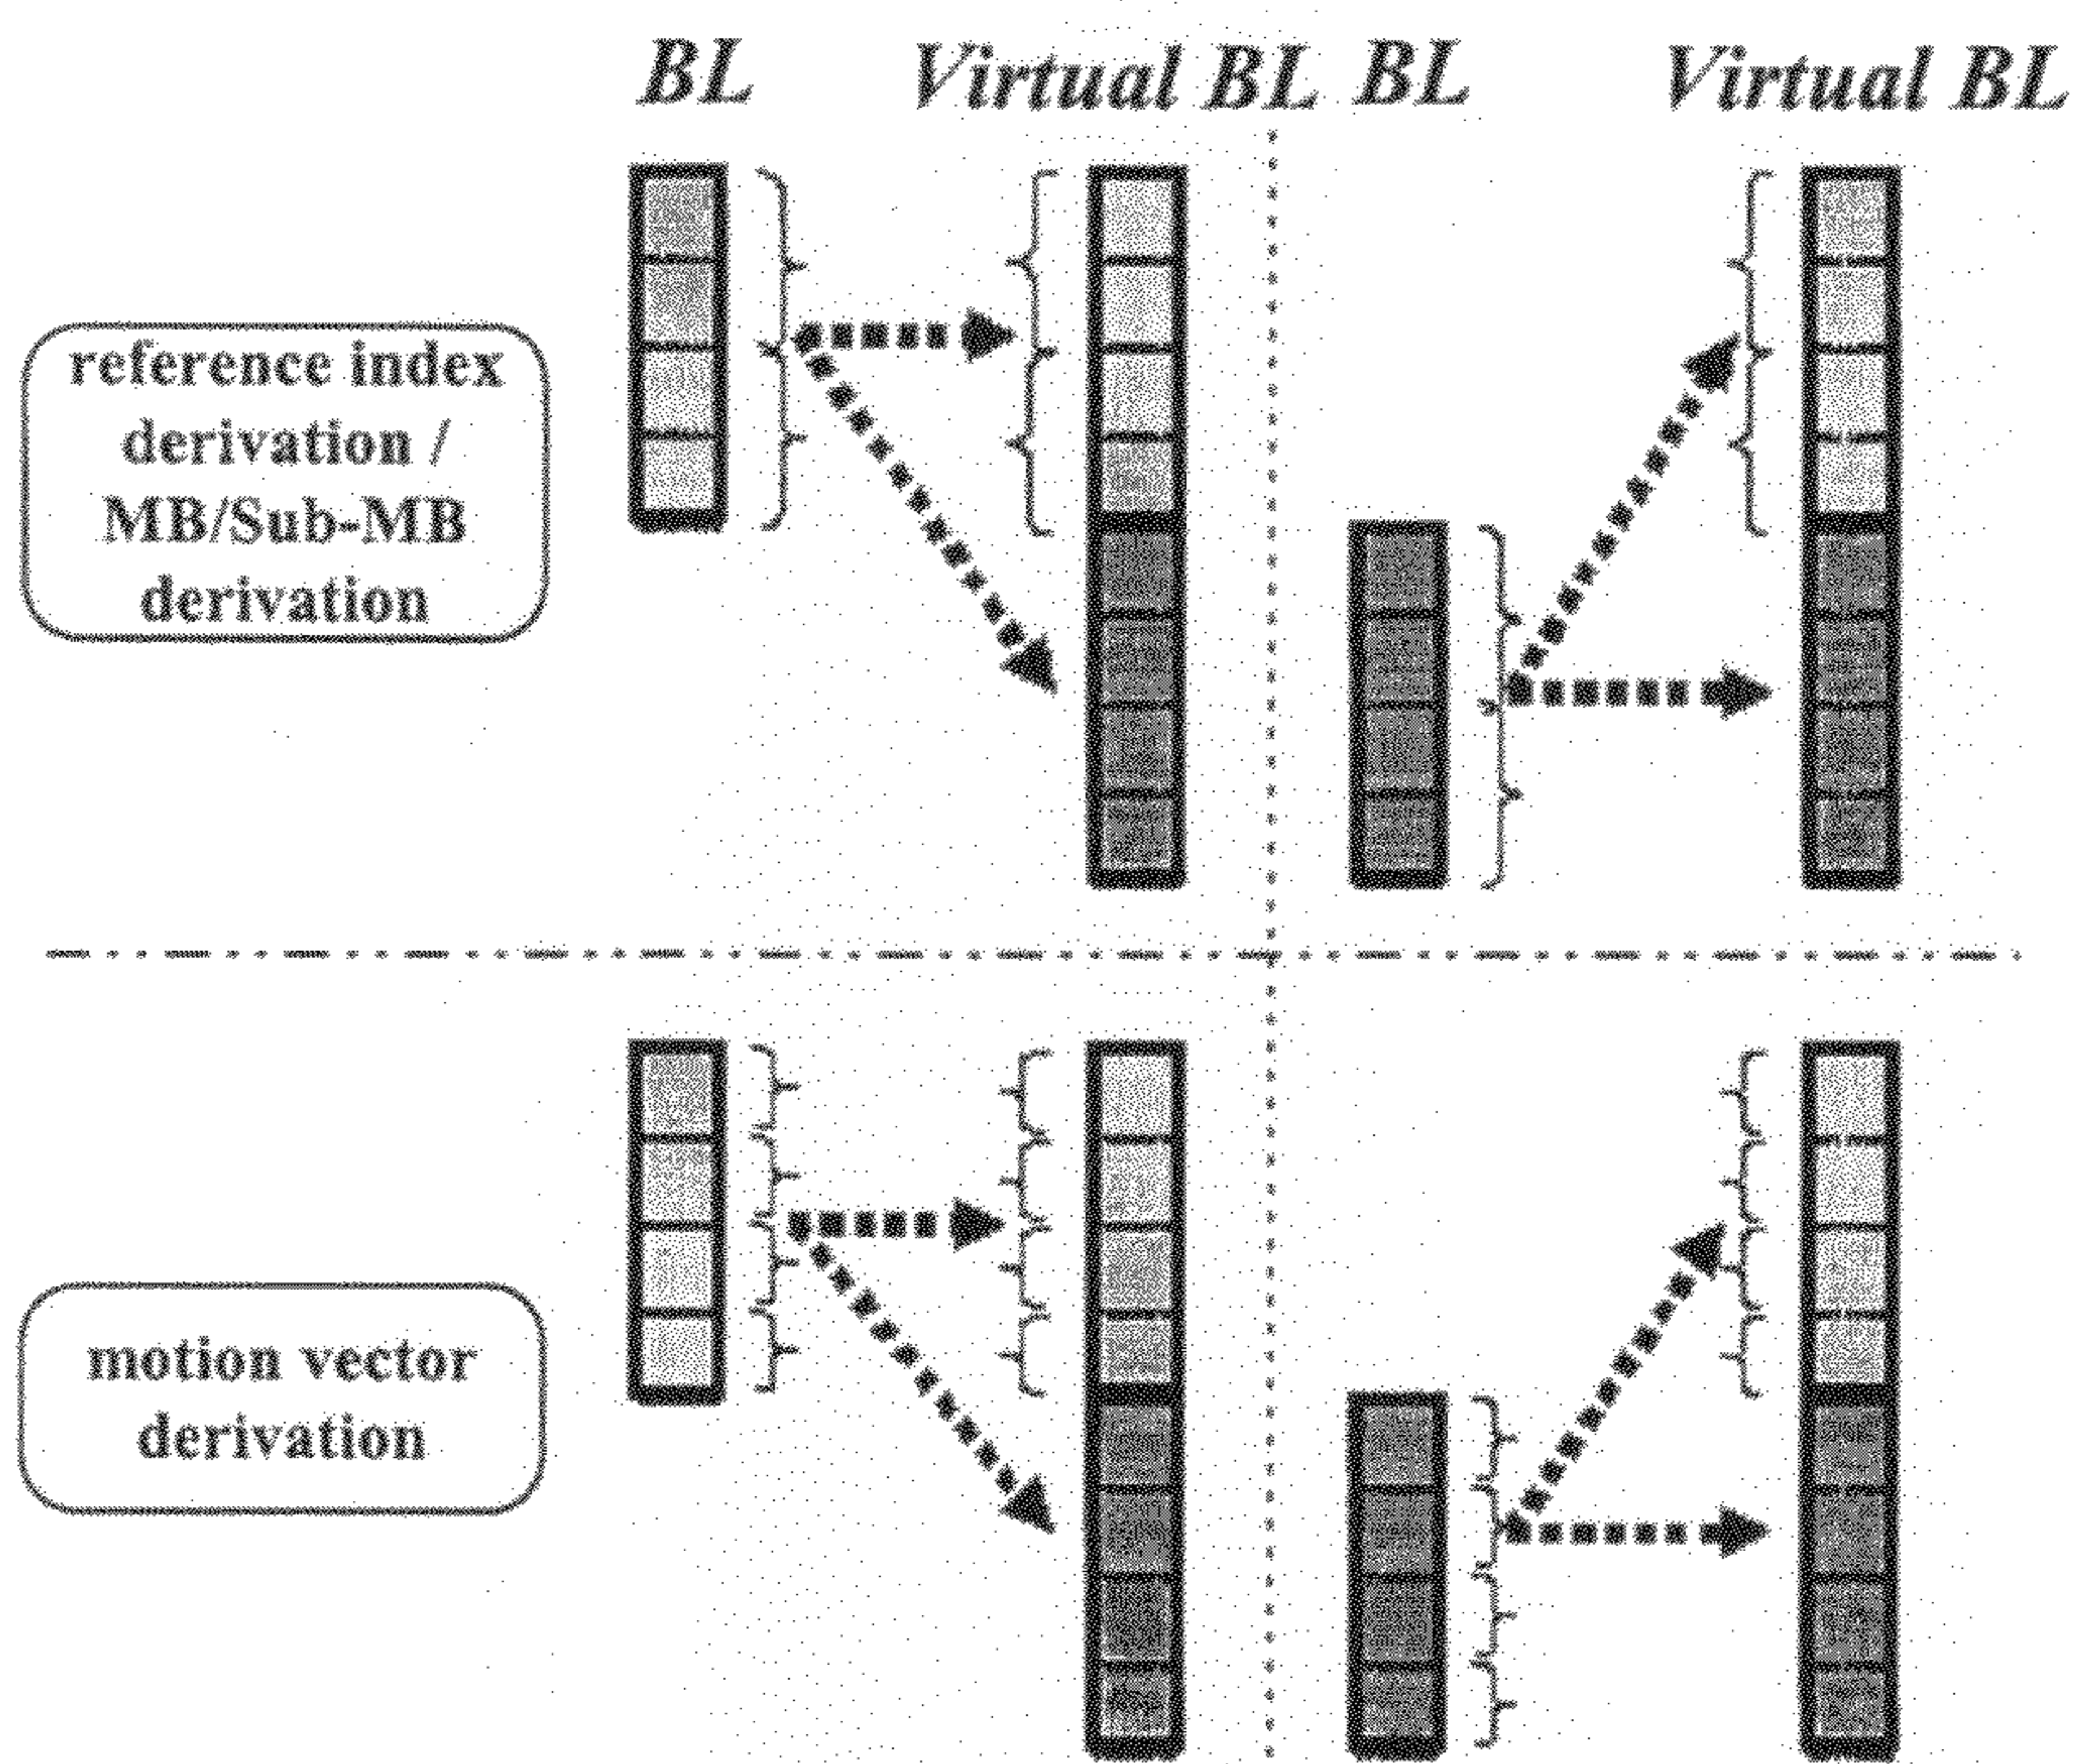 BL Virtual BL BL Virtual BL
reference index
derivation /
MB/Sub-MB
derivation
motion vector
derivation